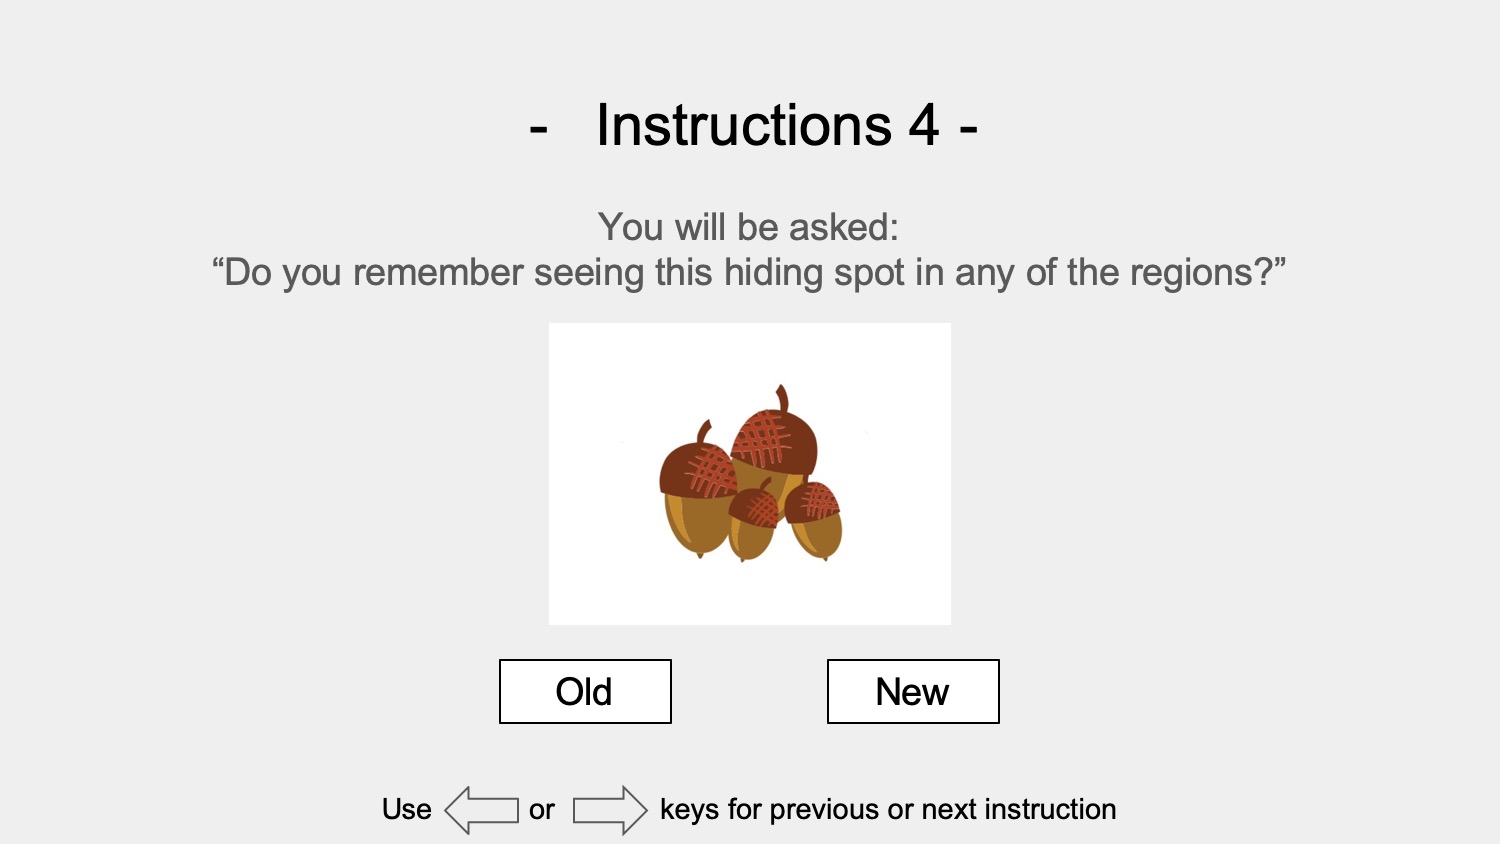 - Instructions 4 -
You will be asked:
“Do you remember seeing this hiding spot in any of the regions?”
Old
New
Use or keys for previous or next instruction